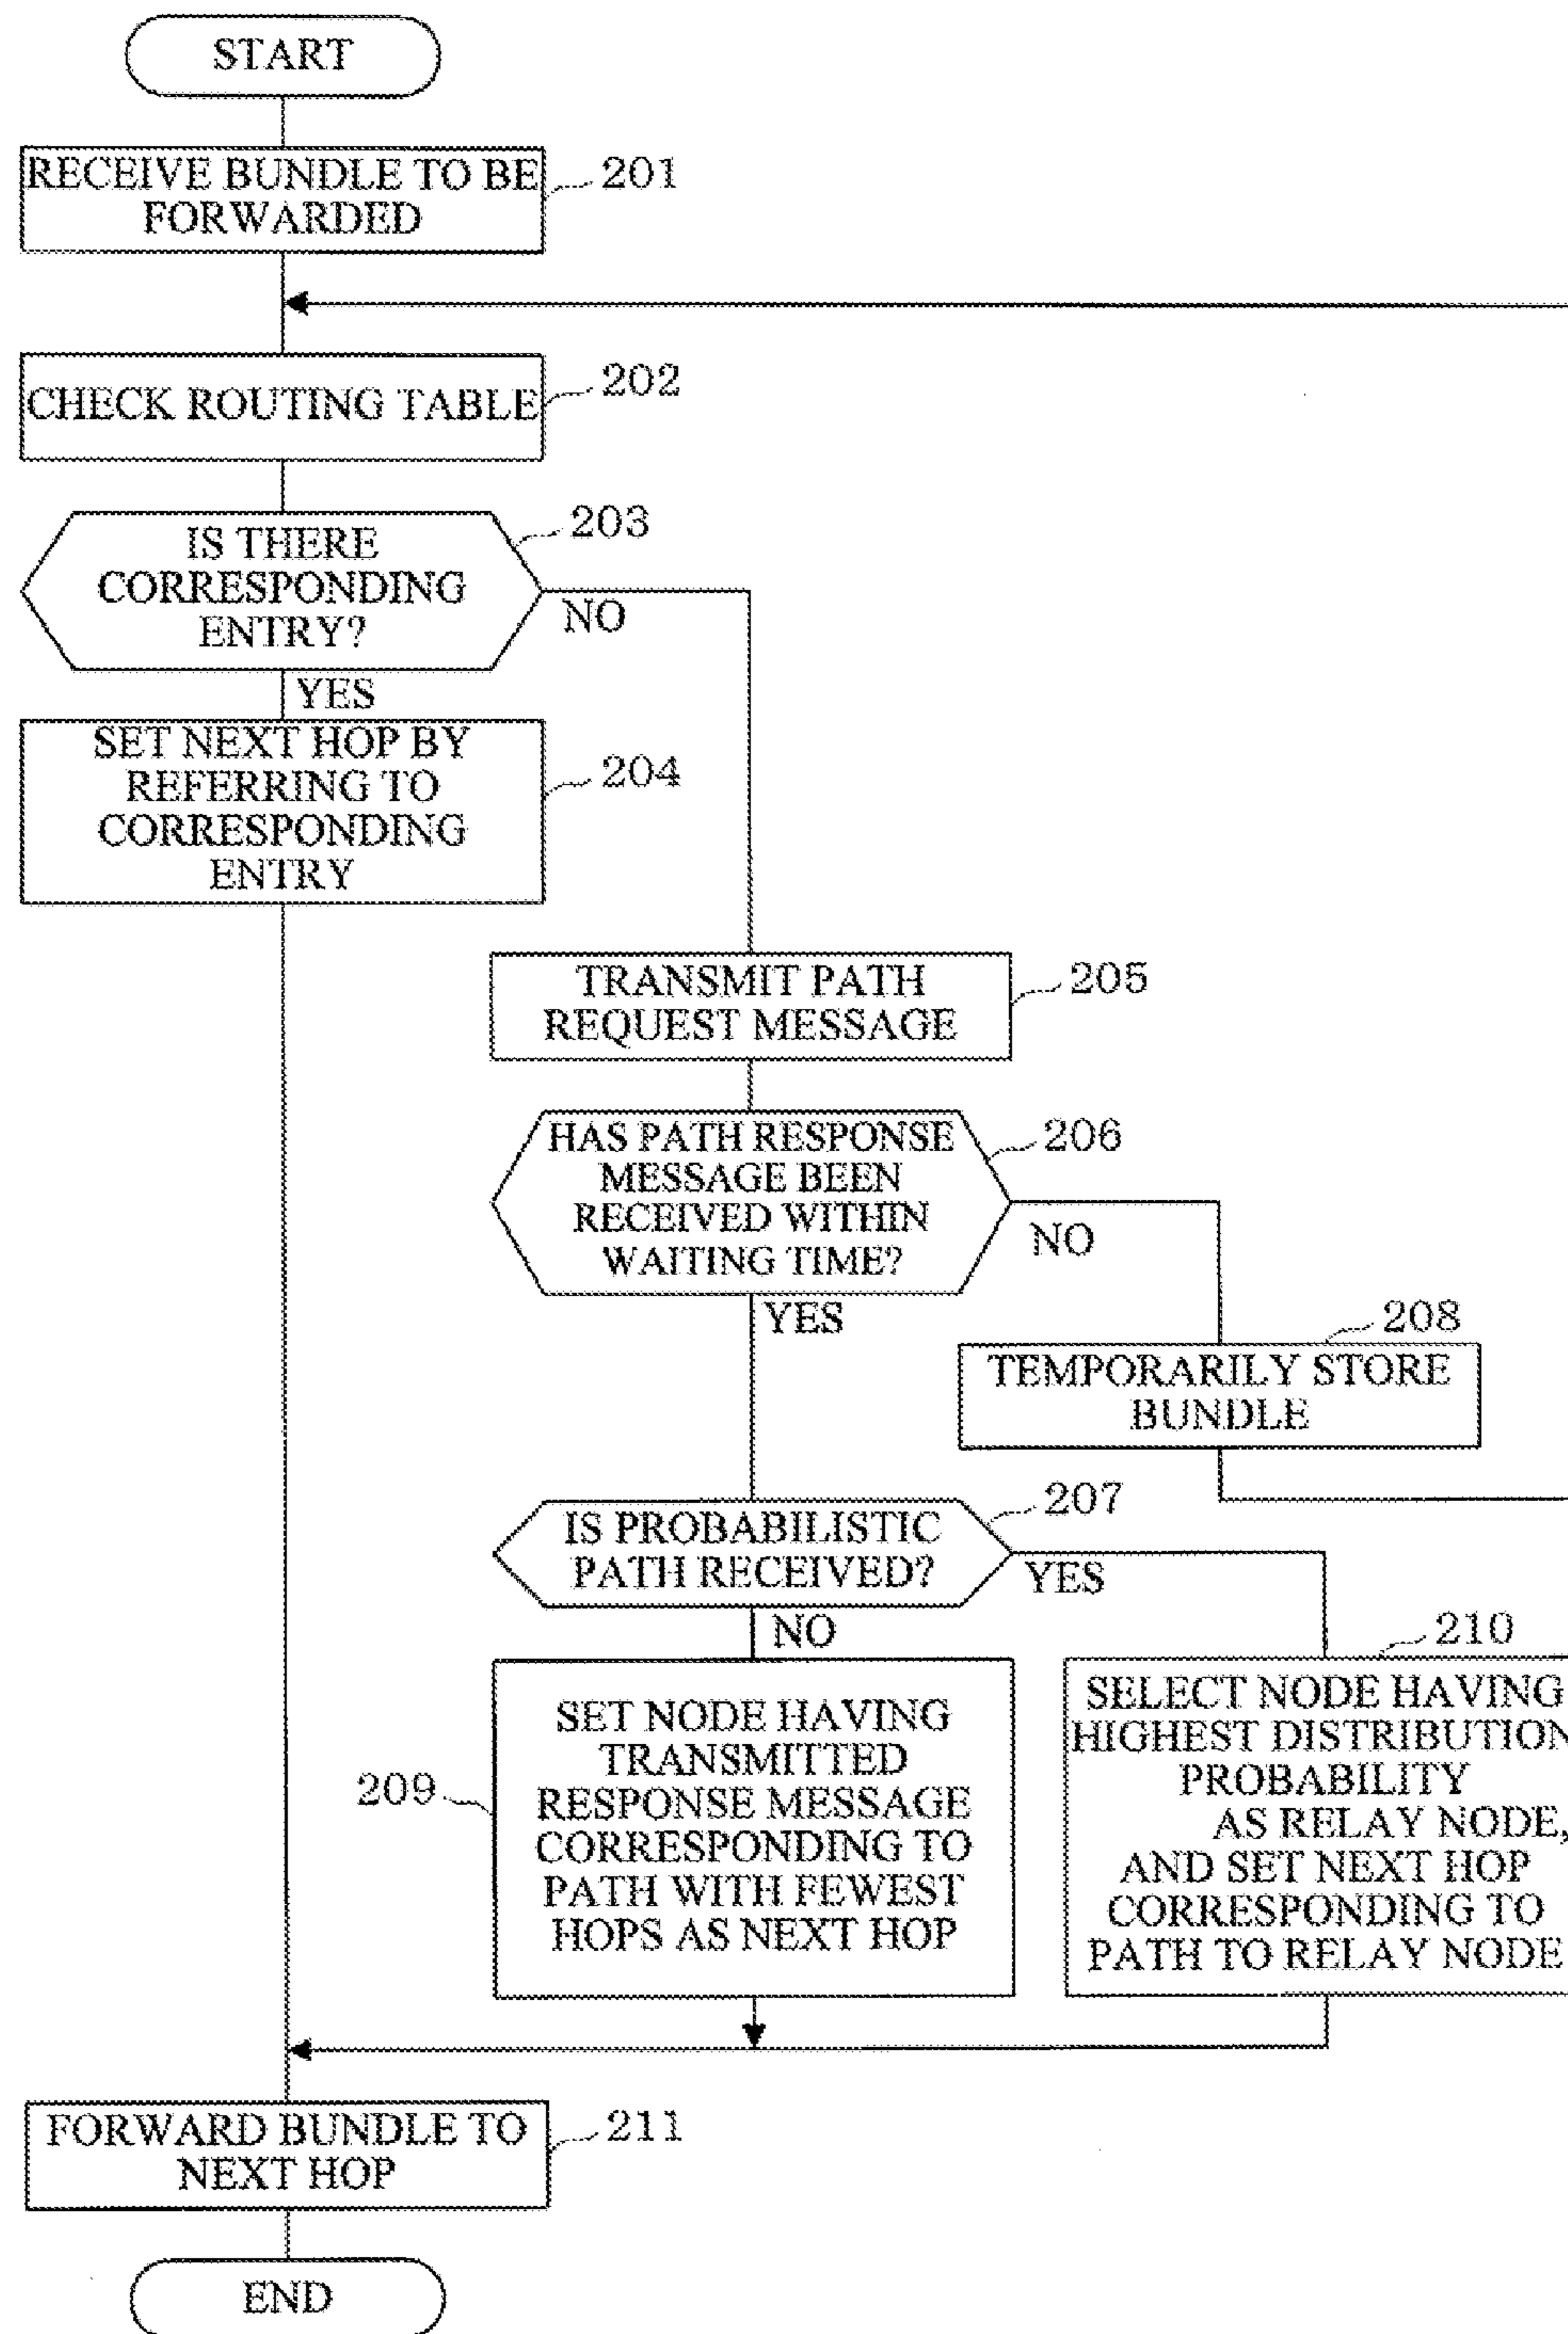 START
RECEIVE BUNDLE TO BE
FORWARDED
201
CHECK ROUTING TABLE
202
IS THERE
CORRESPONDING
ENTRY?
203
NO
YES
SET NEXT HOP BY
REFERRING TO
CORRESPONDING
ENTRY
204
TRANSMIT PATH
REQUEST MESSAGE
205
HAS PATH RESPONSE
MESSAGE BEEN
RECEIVED WITHIN
WAITING TIME?
206
NO
YES
208
TEMPORARILY STORE
BUNDLE
IS PROBABILISTIC
PATH RECEIVED?
207
YES
NO
209
SET NODE HAVING
TRANSMITTED
RESPONSE MESSAGE
CORRESPONDING TO
PATH WITH FEWEST
HOPS AS NEXT HOP
210
SELECT NODE HAVING
HIGHEST DISTRIBUTION
PROBABILITY
AS RELAY NODE,
AND SET NEXT HOP
CORRESPONDING TO
PATH TO RELAY NODE
FORWARD BUNDLE TO
NEXT HOP
211
END